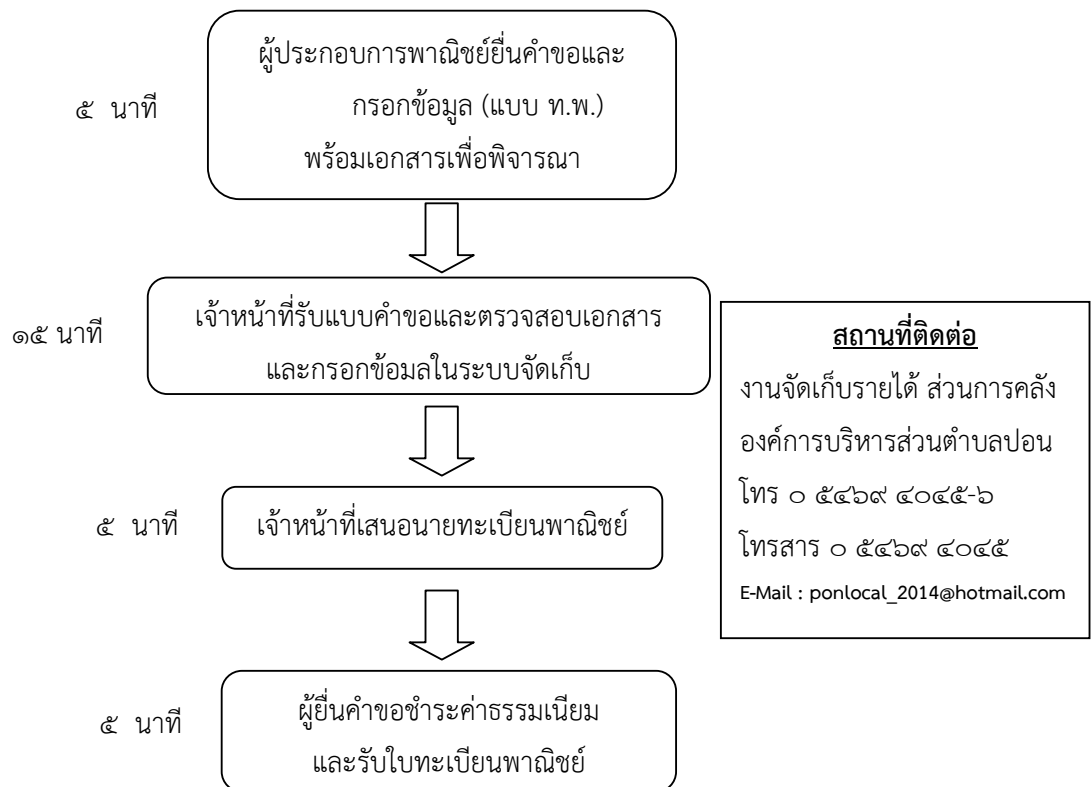 ๕ นาที
ผู้ประกอบการพาณิชย์ยื่นคำขอและ
กรอกข้อมูล (แบบ ท.พ.)
พร้อมเอกสารเพื่อพิจารณา
๑๕ นาที
เจ้าหน้าที่รับแบบคำขอและตรวจสอบเอกสาร
และกรอกข้อมลในระบบจัดเก็บ
๕ นาที
เจ้าหน้าที่เสนอนายทะเบียนพาณิชย์
๕ นาที
ผู้ยื่นคำขอชำระค่าธรรมเนียม
และรับใบทะเบียนพาณิชย์
สถานที่ติดต่อ
งานจัดเก็บรายได้ ส่วนการคลัง
องค์การบริหารส่วนตำบลปอน
โทร ๐ ๕๔๖๙ ๔๐๔๕-๖
โทรสาร ๐ ๕๔๖๙ ๔๐๔๕
E-Mail : ponlocal_2014@hotmail.com